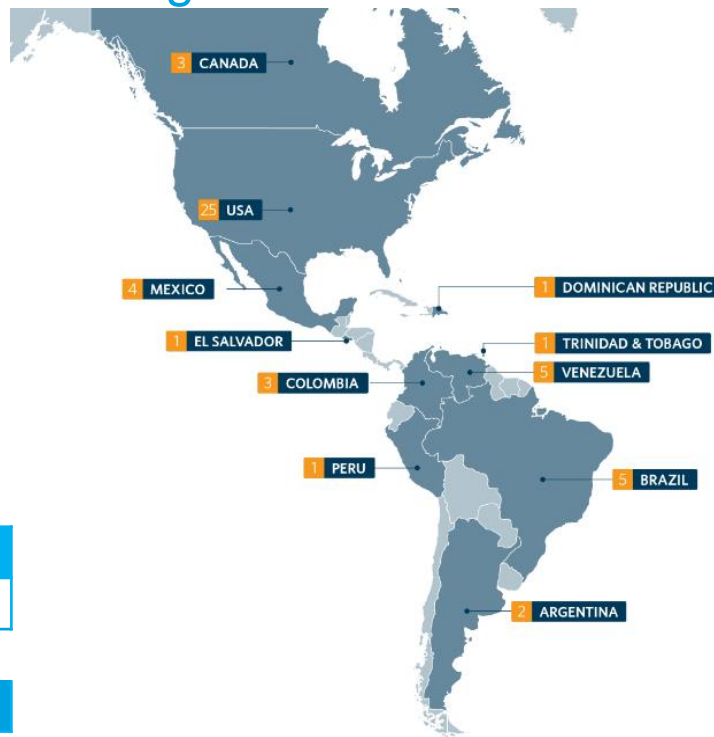 3 CANADA
25 USA
4 MEXICO
1 DOMINICAN REPUBLIC
1 EL SALVADOR
1 TRINIDAD & TOBAGO
5 VENEZUELA
3 COLOMBIA
1 PERU
5 BRAZIL
2 ARGENTINA